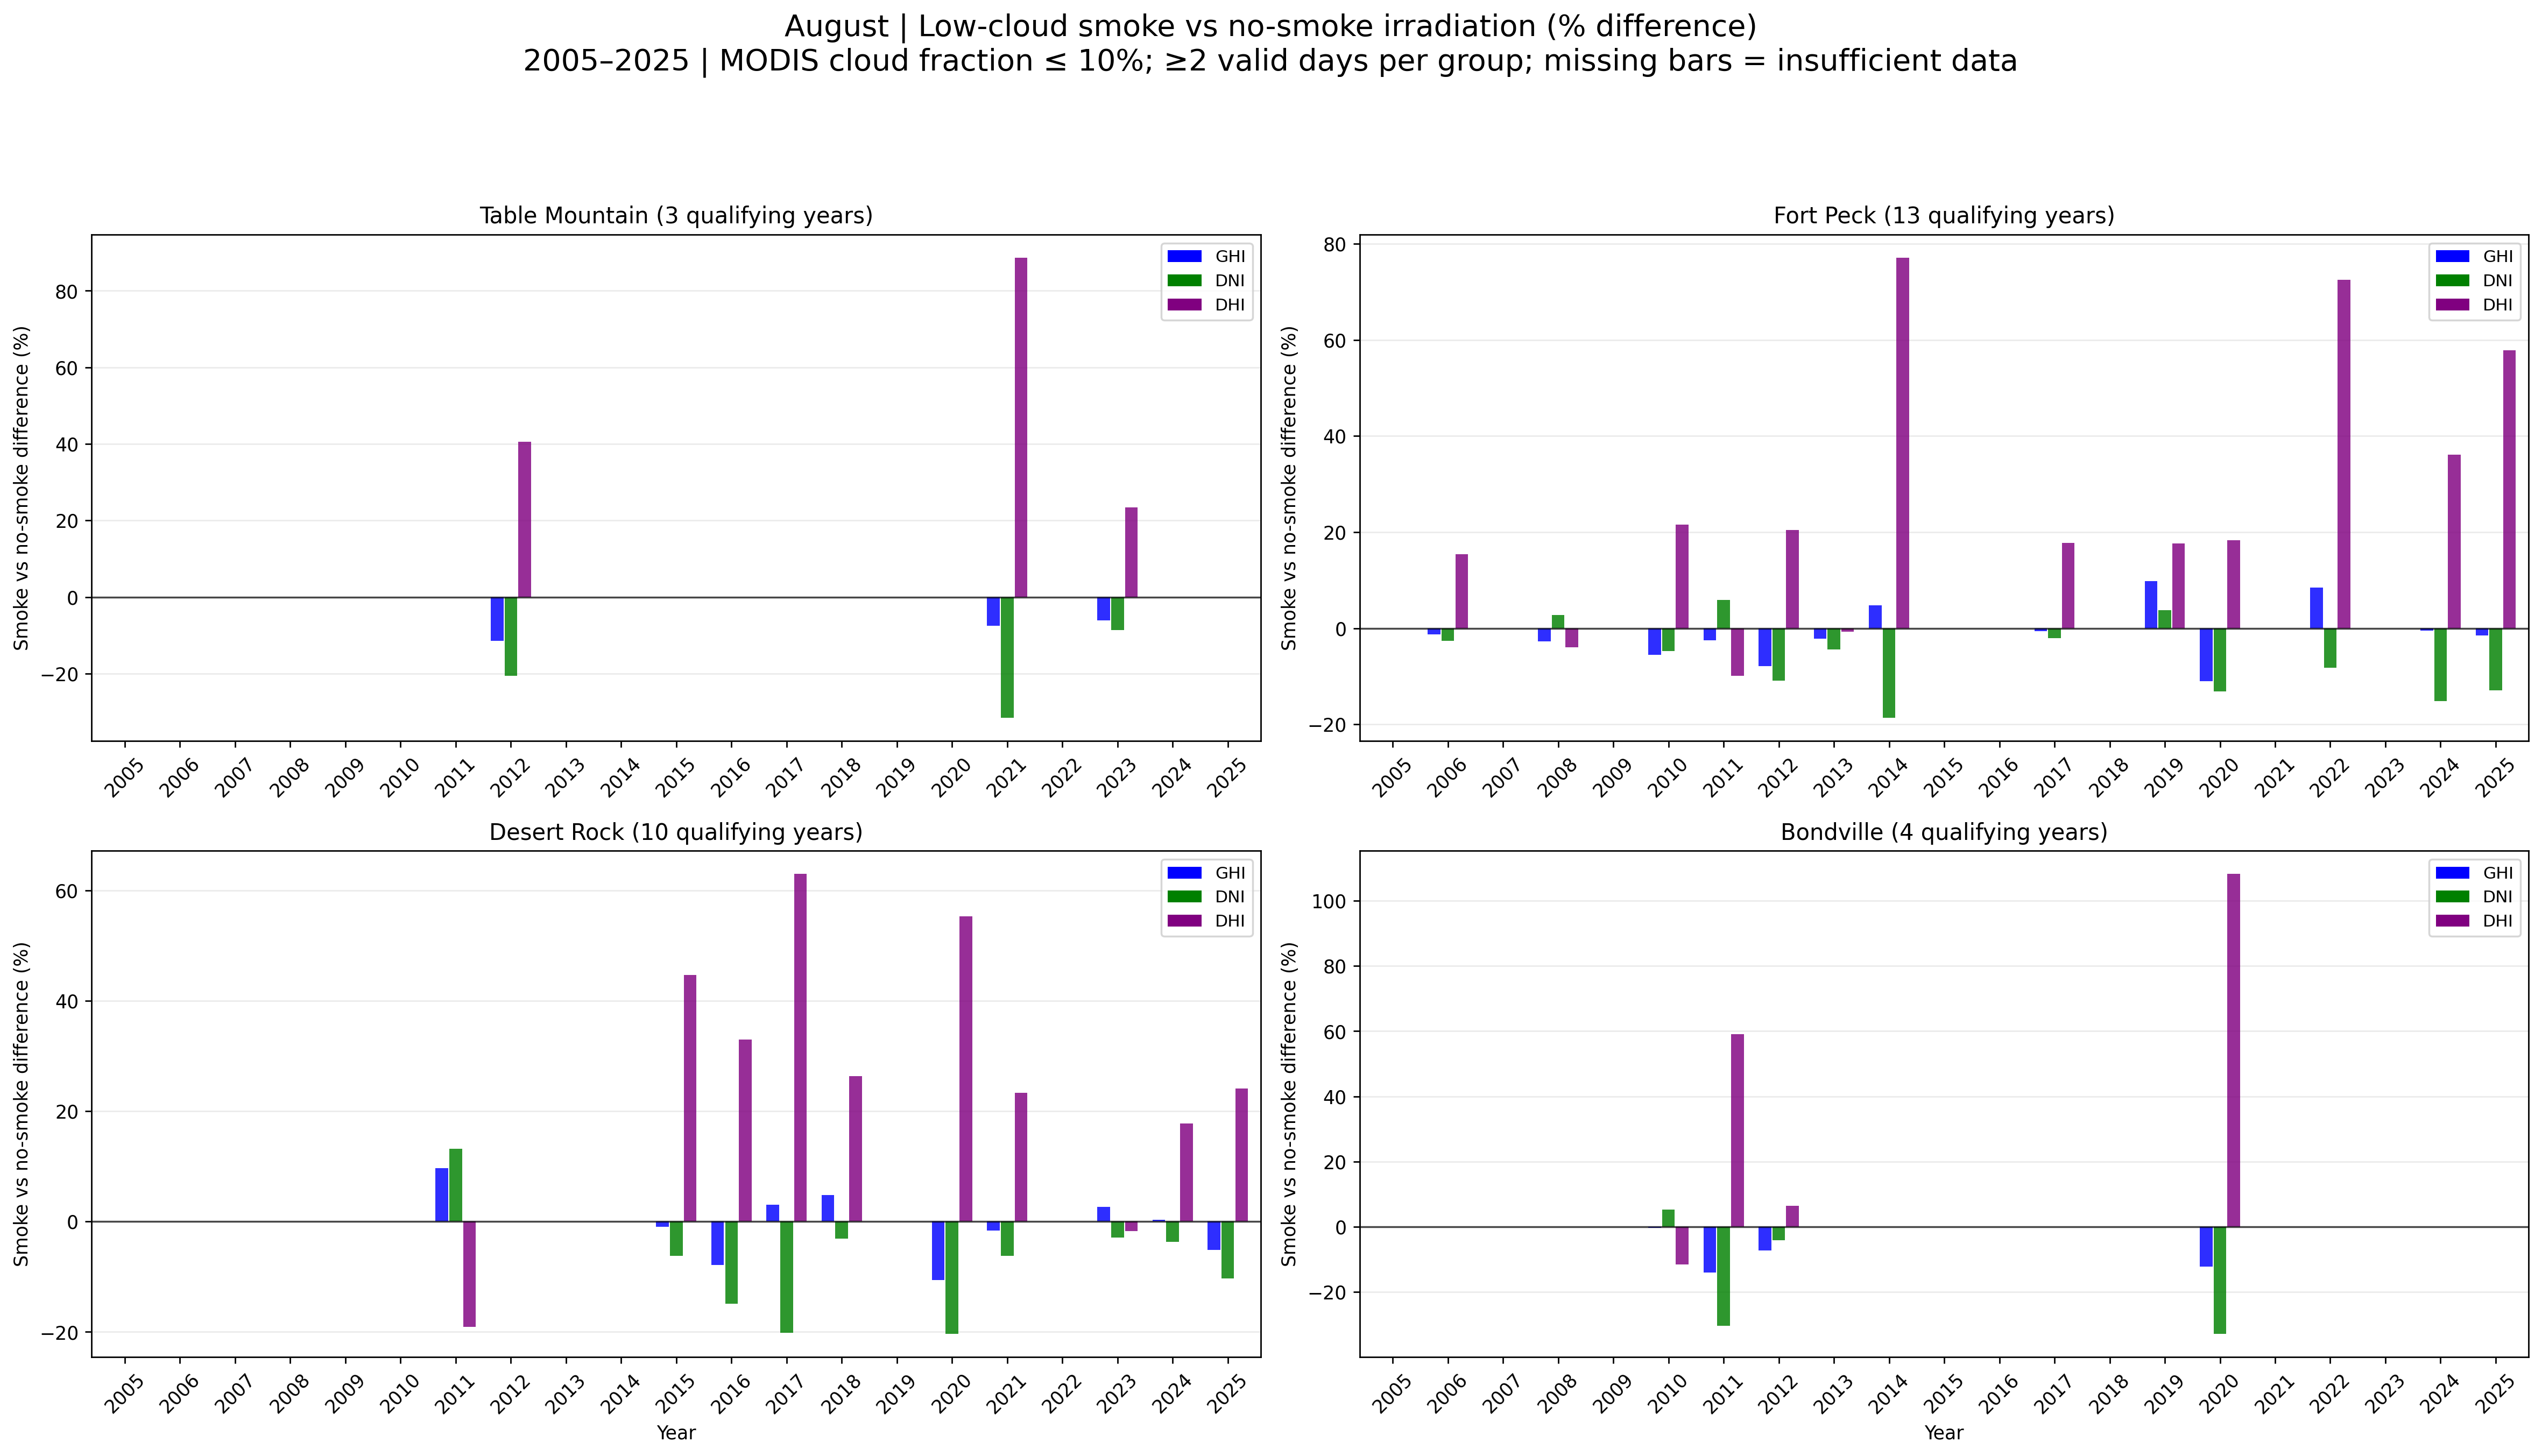 August | Low-cloud smoke vs no-smoke irradiation (% difference)
2005–2025 | MODIS cloud fraction ≤ 10%; ≥2 valid days per group; missing bars = insufficient data
Table Mountain (3 qualifying years)
Smoke vs no-smoke difference (%)
80
60
40
20
0
−20
GHI
DNI
DHI
2005 2006 2007 2008 2009 2010 2011 2012 2013 2014 2015 2016 2017 2018 2019 2020 2021 2022 2023 2024 2025
Fort Peck (13 qualifying years)
Smoke vs no-smoke difference (%)
80
60
40
20
0
−20
GHI
DNI
DHI
2005 2006 2007 2008 2009 2010 2011 2012 2013 2014 2015 2016 2017 2018 2019 2020 2021 2022 2023 2024 2025
Desert Rock (10 qualifying years)
Smoke vs no-smoke difference (%)
60
40
20
0
−20
GHI
DNI
DHI
2005 2006 2007 2008 2009 2010 2011 2012 2013 2014 2015 2016 2017 2018 2019 2020 2021 2022 2023 2024 2025
Year
Bondville (4 qualifying years)
Smoke vs no-smoke difference (%)
100
80
60
40
20
0
−20
GHI
DNI
DHI
2005 2006 2007 2008 2009 2010 2011 2012 2013 2014 2015 2016 2017 2018 2019 2020 2021 2022 2023 2024 2025
Year